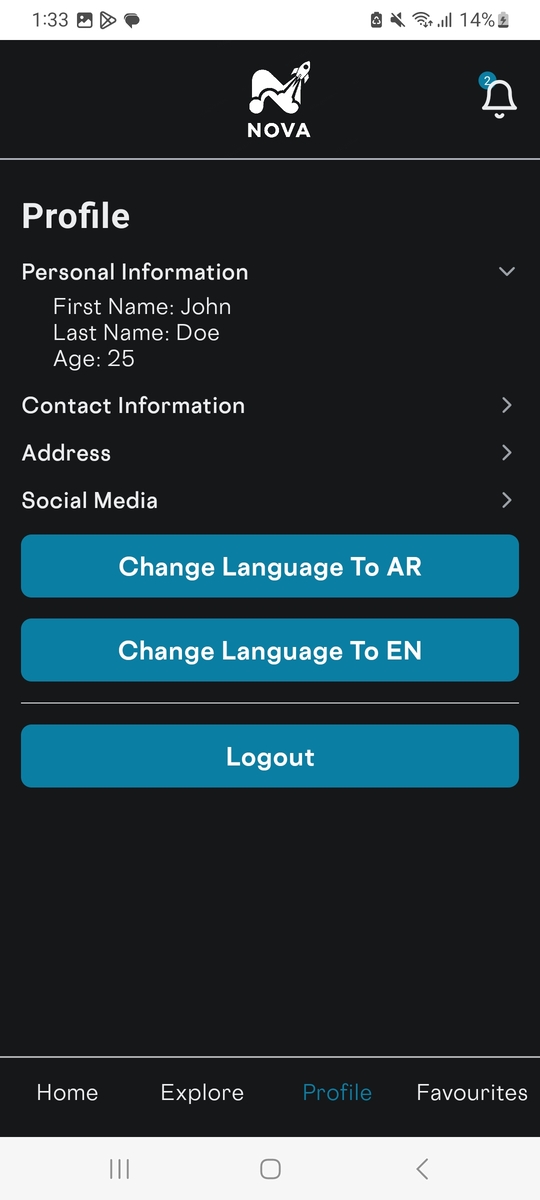 1:33
14%
NOVA
2
Profile
Personal Information
First Name: John
Last Name: Doe
Age: 25
Contact Information
Address
Social Media
Change Language To AR
Change Language To EN
Logout
Home Explore Profile Favourites